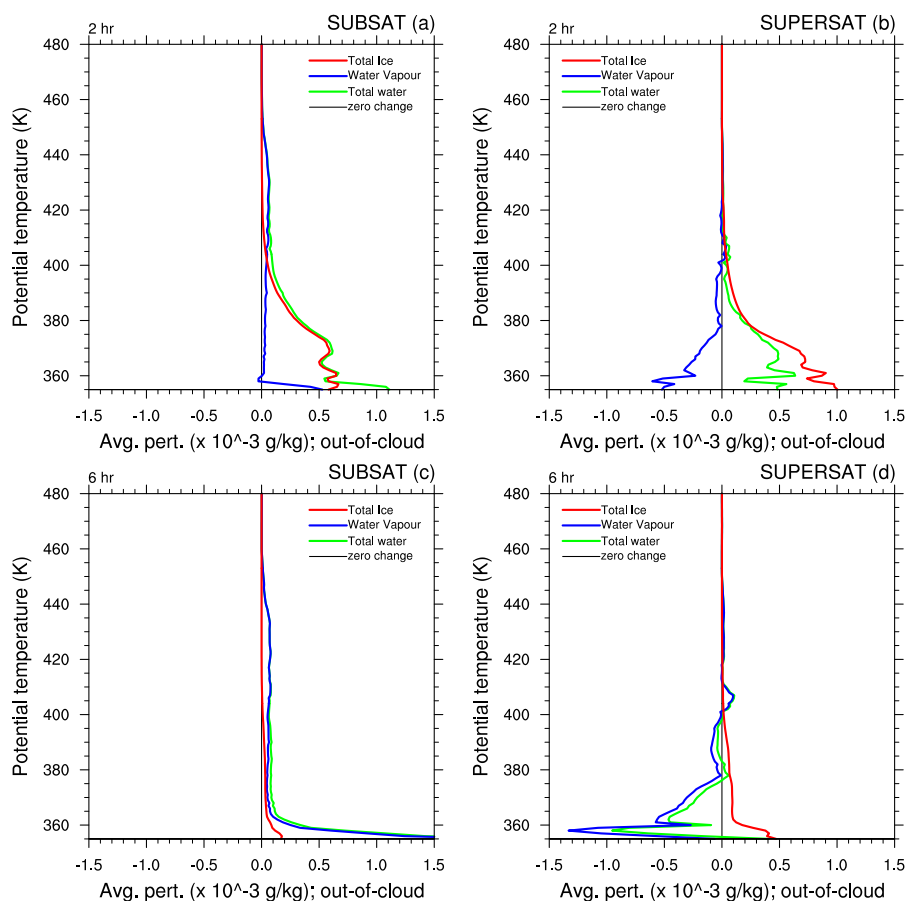 2 hr SUBSAT (a)
Potential temperature (K)
480
460
440
420
400
380
360
Total Ice
Water Vapour
Total water
zero change
-1.5 -1.0 -0.5 0.0 0.5 1.0 1.5
Avg. pert. (x 10^-3 g/kg); out-of-cloud
2 hr SUPERSAT (b)
Potential temperature (K)
480
460
440
420
400
380
360
Total Ice
Water Vapour
Total water
zero change
-1.5 -1.0 -0.5 0.0 0.5 1.0 1.5
Avg. pert. (x 10^-3 g/kg); out-of-cloud
6 hr SUBSAT (c)
Potential temperature (K)
480
460
440
420
400
380
360
Total Ice
Water Vapour
Total water
zero change
-1.5 -1.0 -0.5 0.0 0.5 1.0 1.5
Avg. pert. (x 10^-3 g/kg); out-of-cloud
6 hr SUPERSAT (d)
Potential temperature (K)
480
460
440
420
400
380
360
Total Ice
Water Vapour
Total water
zero change
-1.5 -1.0 -0.5 0.0 0.5 1.0 1.5
Avg. pert. (x 10^-3 g/kg); out-of-cloud